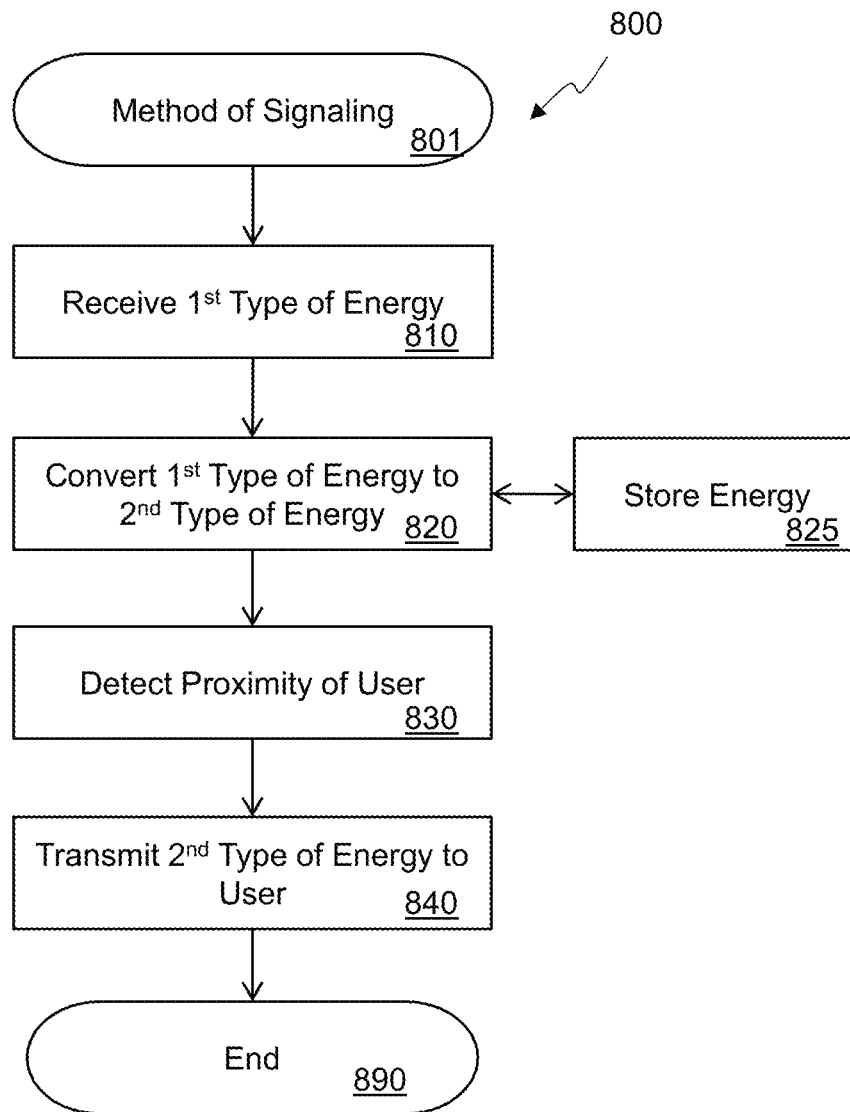 800
Method of Signaling
801
Receive 1st Type of Energy
810
Convert 1st Type of Energy to
2nd Type of Energy
820
Store Energy
825
Detect Proximity of User
830
Transmit 2nd Type of Energy to
User
840
End
890